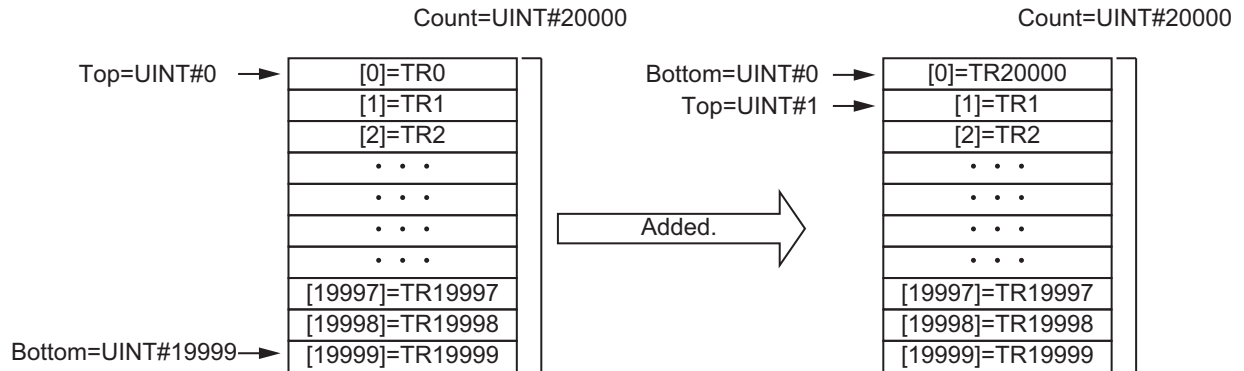 Count=UINT#20000
Top=UINT#0
[0]=TR0
[1]=TR1
[2]=TR2
· · ·
· · ·
· · ·
· · ·
[19997]=TR19997
[19998]=TR19998
Bottom=UINT#19999
[19999]=TR19999
Added.
Count=UINT#20000
Bottom=UINT#0
[0]=TR20000
Top=UINT#1
[1]=TR1
[2]=TR2
· · ·
· · ·
· · ·
· · ·
[19997]=TR19997
[19998]=TR19998
[19999]=TR19999